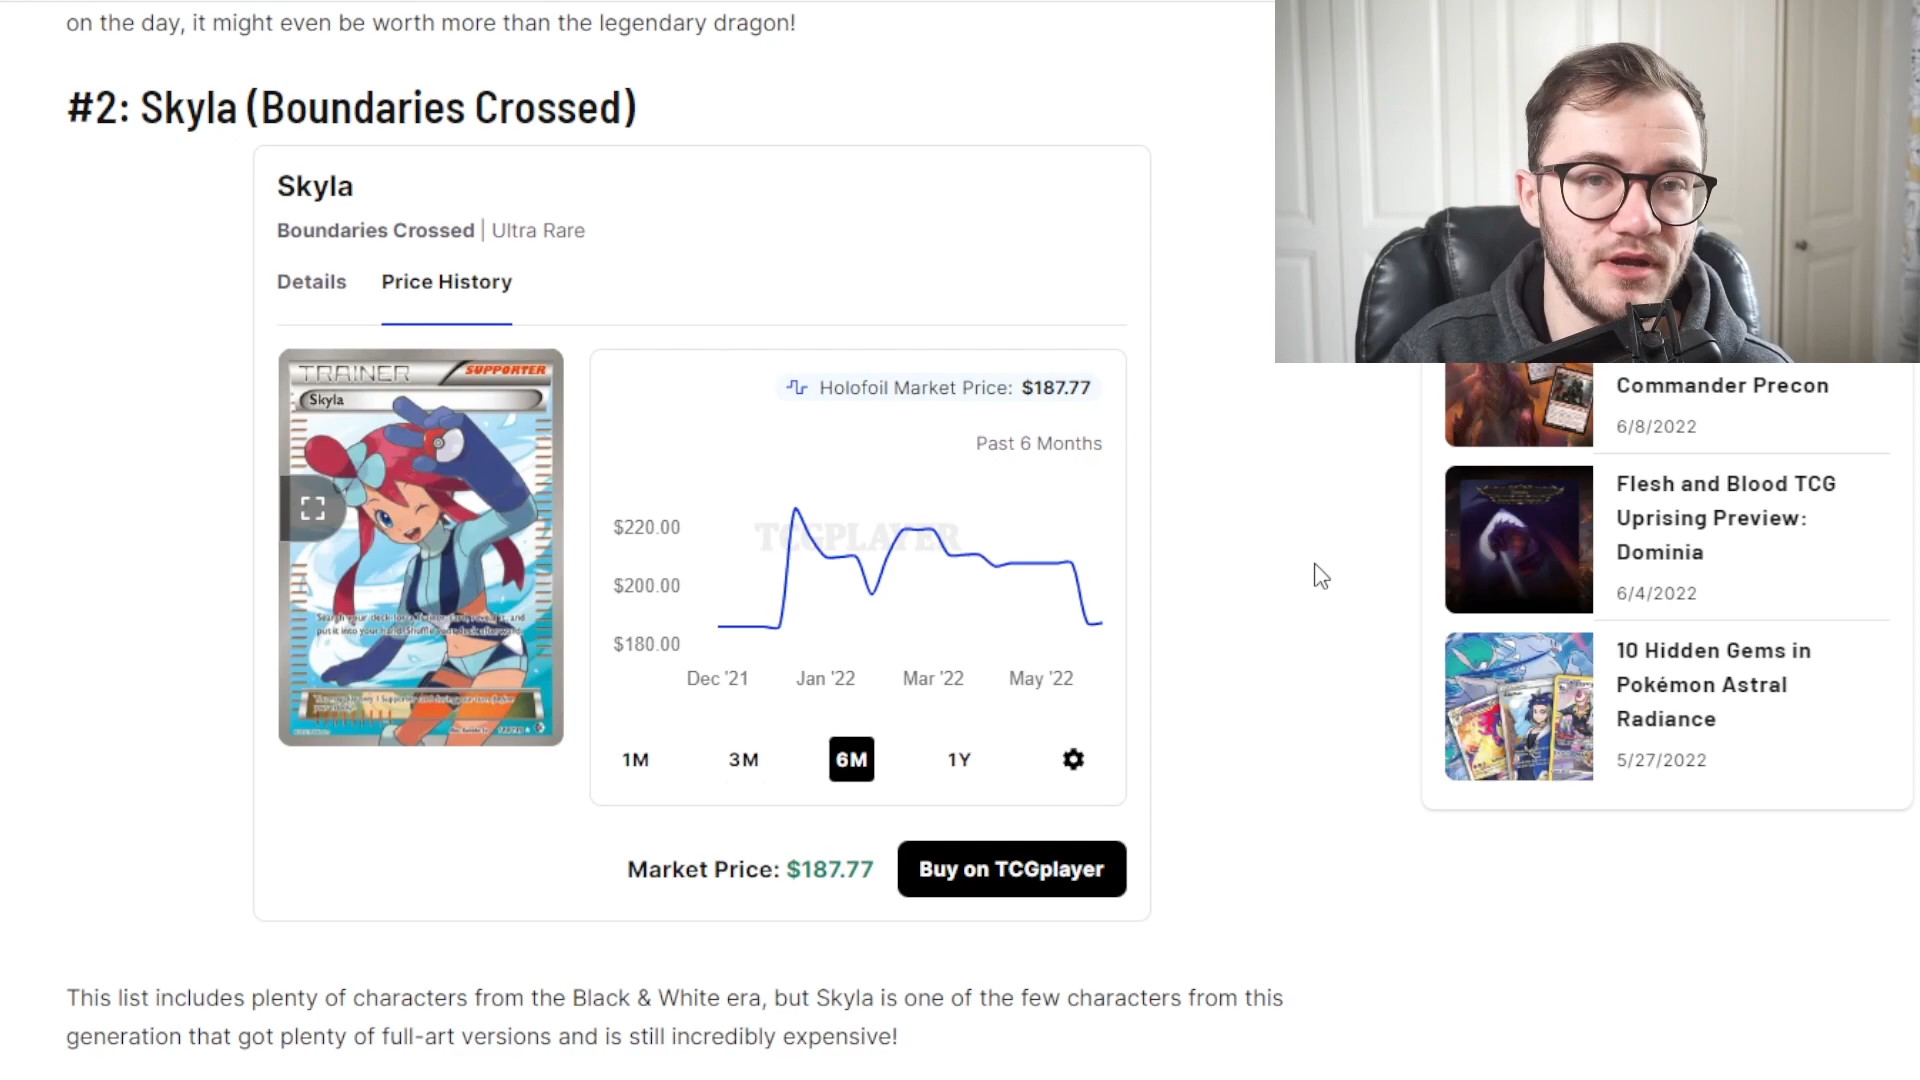 on the day, it might even be worth more than the legendary dragon!
#2: Skyla (Boundaries Crossed)
Skyla
Boundaries Crossed | Ultra Rare
Details Price History
TRAINER SUPPORTER
Skyla
Holofoil Market Price: $187.77
Past 6 Months
TCGPLAYER
$220.00
$200.00
$180.00
Dec '21 Jan '22 Mar '22 May '22
1M 3M 6M 1Y
Market Price: $187.77 Buy on TCGplayer
This list includes plenty of characters from the Black & White era, but Skyla is one of the few characters from this
generation that got plenty of full-art versions and is still incredibly expensive!
Commander Precon
6/8/2022
Flesh and Blood TCG
Uprising Preview:
Dominia
6/4/2022
10 Hidden Gems in
Pokémon Astral
Radiance
5/27/2022